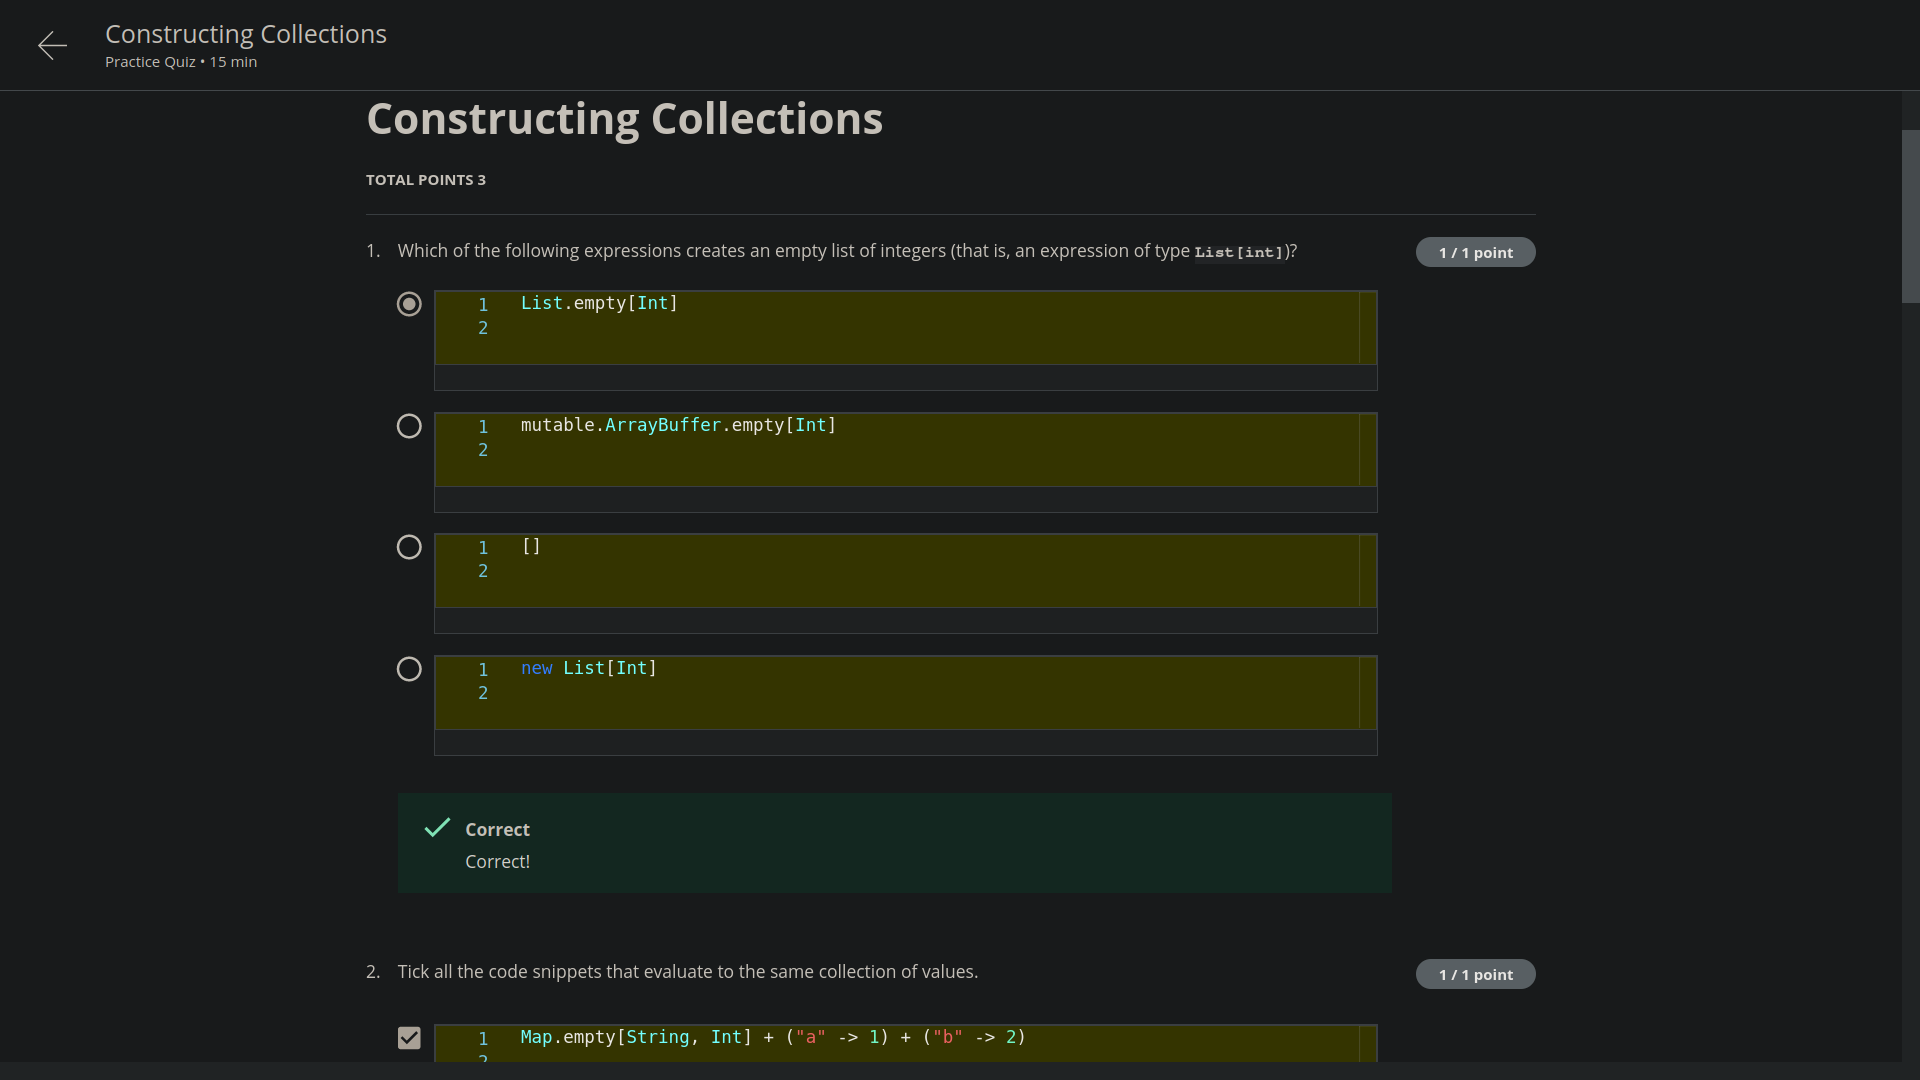 Constructing Collections
Practice Quiz • 15 min
Constructing Collections
TOTAL POINTS 3
1. Which of the following expressions creates an empty list of integers (that is, an expression of type List[int])?
1 / 1 point
1 List.empty[Int]
2
1 mutable.ArrayBuffer.empty[Int]
2
1 []
2
1 new List[Int]
2
Correct
Correct!
2. Tick all the code snippets that evaluate to the same collection of values.
1 / 1 point
1 Map.empty[String, Int] + ("a" -> 1) + ("b" -> 2)
2